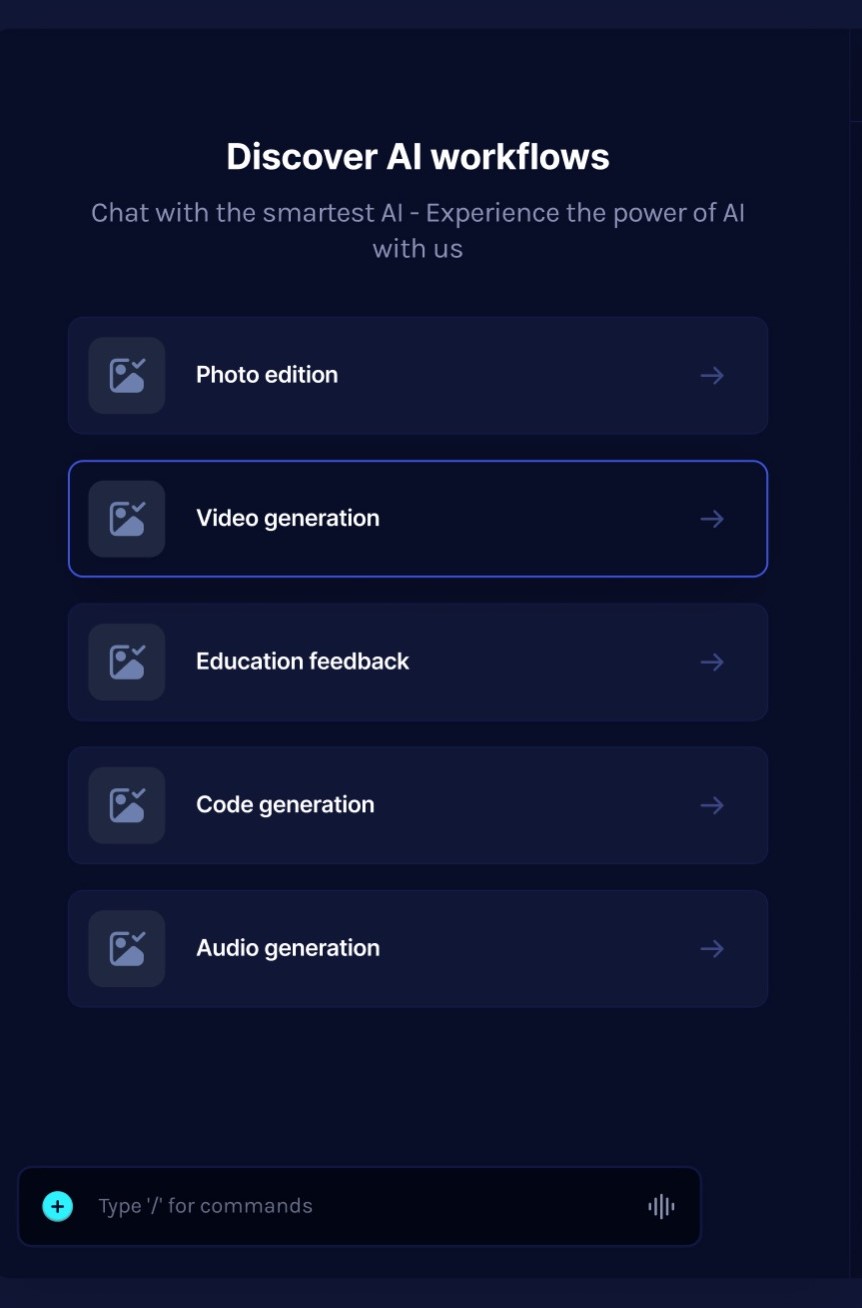 Discover AI workflows
Chat with the smartest AI - Experience the power of AI
with us
Photo edition
Video generation
Education feedback
Code generation
Audio generation
Type '/' for commands